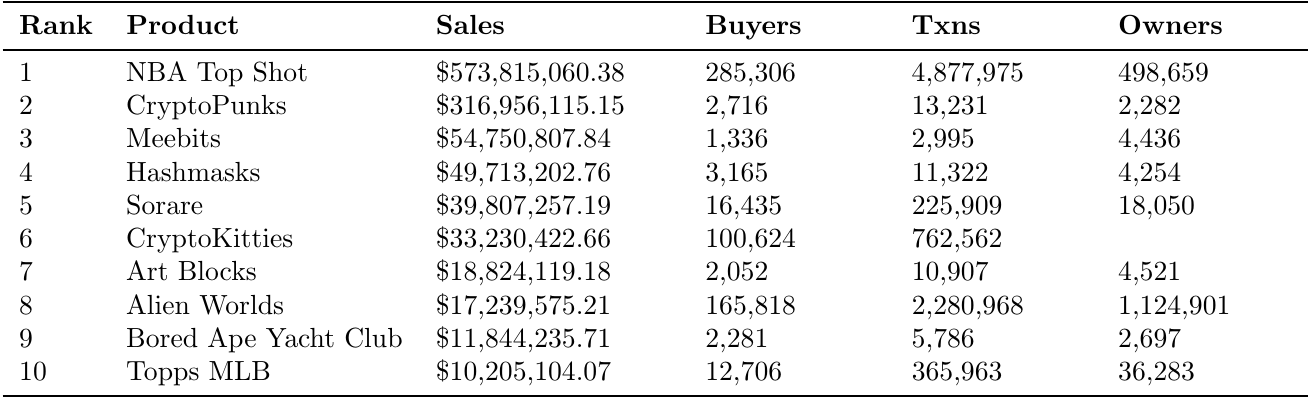 Rank Product Sales Buyers Txns Owners
1 NBA Top Shot $573,815,060.38 285,306 4,877,975 498,659
2 CryptoPunks $316,956,115.15 2,716 13,231 2,282
3 Meebits $54,750,807.84 1,336 2,995 4,436
4 Hashmasks $49,713,202.76 3,165 11,322 4,254
5 Sorare $39,807,257.19 16,435 225,909 18,050
6 CryptoKitties $33,230,422.66 100,624 762,562
7 Art Blocks $18,824,119.18 2,052 10,907 4,521
8 Alien Worlds $17,239,575.21 165,818 2,280,968 1,124,901
9 Bored Ape Yacht Club $11,844,235.71 2,281 5,786 2,697
10 Topps MLB $10,205,104.07 12,706 365,963 36,283